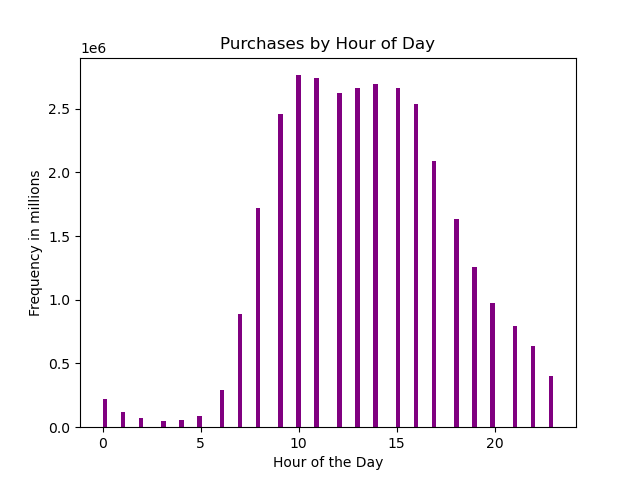 Purchases by Hour of Day
1e6
2.5
2.0
1.5
1.0
0.5
0.0
Frequency in millions
0 5 10 15 20
Hour of the Day